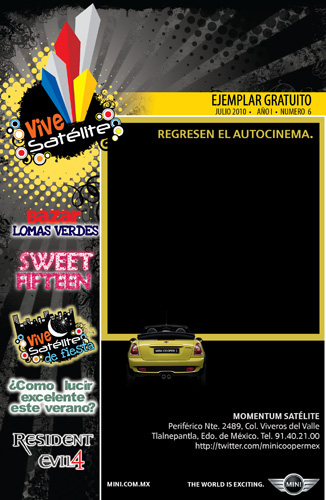 EJEMPLAR GRATUITO
JULIO 2010 • AÑO I • NUMERO 6
Vive
Satélite
REGRESEN EL AUTOCINEMA.
Bazar
LOMAS VERDES
SWEET
FIFTEEN
Vive
Satélite
de fiesta
¿Como lucir
excelente
este verano?
RESIDENT
EVIL 4
MINI COOPER S
MOMENTUM SATÉLITE
Periférico Nte. 2489, Col. Viveros del Valle
Tlalnepantla, Edo. de México. Tel. 91.40.21.00
http://twitter.com/minicoopermex
MINI.COM.MX
THE WORLD IS EXCITING.
MINI